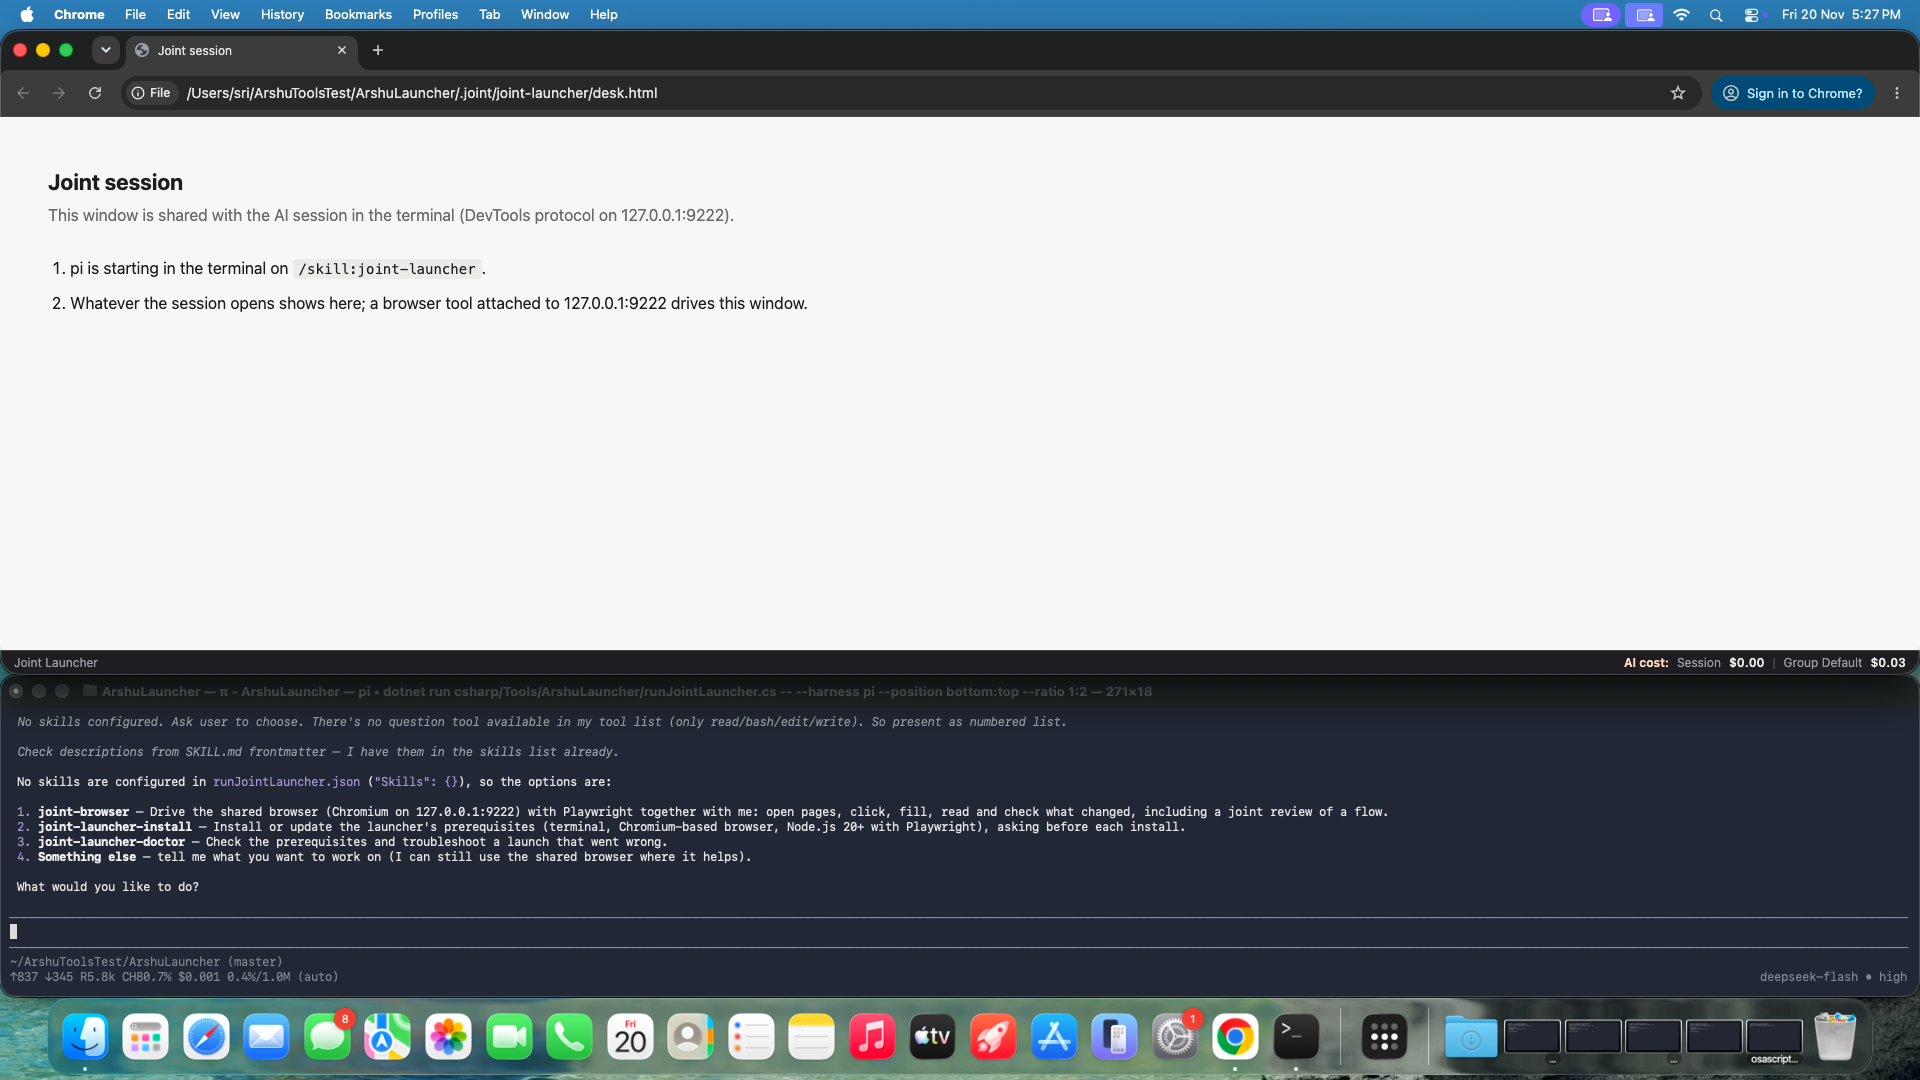 Chrome File Edit View History Bookmarks Profiles Tab Window Help Fri 20 Nov 5:27 PM
Joint session
File /Users/sri/ArshuToolsTest/ArshuLauncher/.joint/joint-launcher/desk.html Sign in to Chrome?
Joint session
This window is shared with the AI session in the terminal (DevTools protocol on 127.0.0.1:9222).
1. pi is starting in the terminal on /skill:joint-launcher.
2. Whatever the session opens shows here; a browser tool attached to 127.0.0.1:9222 drives this window.
Joint Launcher AI cost: Session $0.00 | Group Default $0.03
ArshuLauncher — π - ArshuLauncher — pi • dotnet run csharp/Tools/ArshuLauncher/runJointLauncher.cs -- --harness pi --position bottom:top --ratio 1:2 — 271×18
No skills configured. Ask user to choose. There's no question tool available in my tool list (only read/bash/edit/write). So present as numbered list.
Check descriptions from SKILL.md frontmatter — I have them in the skills list already.
No skills are configured in runJointLauncher.json ("Skills": {}), so the options are:
1. joint-browser — Drive the shared browser (Chromium on 127.0.0.1:9222) with Playwright together with me: open pages, click, fill, read and check what changed, including a joint review of a flow.
2. joint-launcher-install — Install or update the launcher's prerequisites (terminal, Chromium-based browser, Node.js 20+ with Playwright), asking before each install.
3. joint-launcher-doctor — Check the prerequisites and troubleshoot a launch that went wrong.
4. Something else — tell me what you want to work on (I can still use the shared browser where it helps).
What would you like to do?
~/ArshuToolsTest/ArshuLauncher (master)
↑837 ↓345 R5.8k CH80.7% $0.001 0.4%/1.0M (auto) deepseek-flash • high
8
Fri
20
tv
1
>_
...
...
osascript...